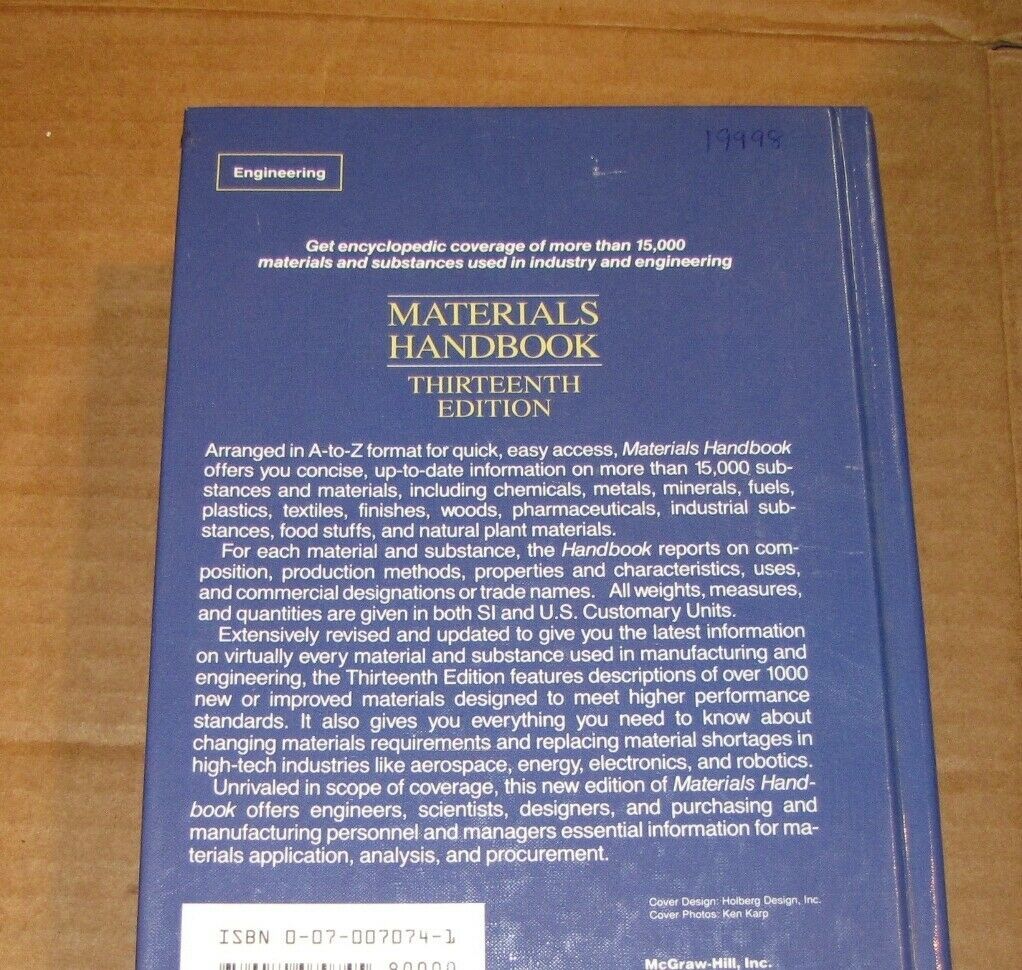 19998
Engineering
Get encyclopedic coverage of more than 15,000
materials and substances used in industry and engineering
MATERIALS
HANDBOOK
THIRTEENTH
EDITION
Arranged in A-to-Z format for quick, easy access, Materials Handbook
offers you concise, up-to-date information on more than 15,000 sub-
stances and materials, including chemicals, metals, minerals, fuels,
plastics, textiles, finishes, woods, pharmaceuticals, industrial sub-
stances, food stuffs, and natural plant materials.
For each material and substance, the Handbook reports on com-
position, production methods, properties and characteristics, uses,
and commercial designations or trade names. All weights, measures,
and quantities are given in both SI and U.S. Customary Units.
Extensively revised and updated to give you the latest information
on virtually every material and substance used in manufacturing and
engineering, the Thirteenth Edition features descriptions of over 1000
new or improved materials designed to meet higher performance
standards. It also gives you everything you need to know about
changing materials requirements and replacing material shortages in
high-tech industries like aerospace, energy, electronics, and robotics.
Unrivaled in scope of coverage, this new edition of Materials Hand-
book offers engineers, scientists, designers, and purchasing and
manufacturing personnel and managers essential information for ma-
terials application, analysis, and procurement.
Cover Design: Holberg Design, Inc.
Cover Photos: Ken Karp
ISBN 0-07-007074-1
90000
McGraw-Hill, Inc.